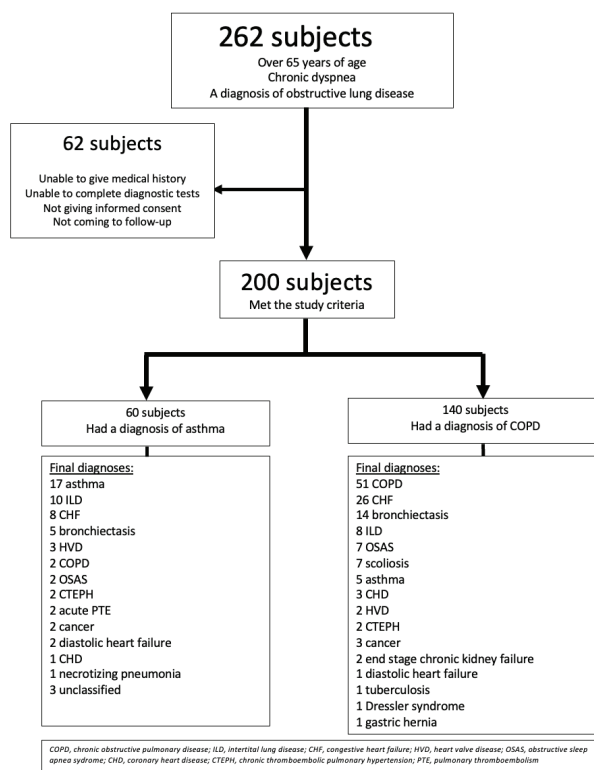 262 subjects
Over 65 years of age
Chronic dyspnea
A diagnosis of obstructive lung disease
62 subjects
Unable to give medical history
Unable to complete diagnostic tests
Not giving informed consent
Not coming to follow-up
200 subjects
Met the study criteria
60 subjects
Had a diagnosis of asthma
140 subjects
Had a diagnosis of COPD
Final diagnoses:
17 asthma
10 ILD
8 CHF
5 bronchiectasis
3 HVD
2 COPD
2 OSAS
2 CTEPH
2 acute PTE
2 cancer
2 diastolic heart failure
1 CHD
1 necrotizing pneumonia
3 unclassified
Final diagnoses:
51 COPD
26 CHF
14 bronchiectasis
8 ILD
7 OSAS
7 scoliosis
5 asthma
3 CHD
2 HVD
2 CTEPH
3 cancer
2 end stage chronic kidney failure
1 diastolic heart failure
1 tuberculosis
1 Dressler syndrome
1 gastric hernia
COPD, chronic obstructive pulmonary disease; ILD, intertital lung disease; CHF, congestive heart failure; HVD, heart valve disease; OSAS, obstructive sleep
apnea sydrome; CHD, coronary heart disease; CTEPH, chronic thromboembolic pulmonary hypertension; PTE, pulmonary thromboembolism